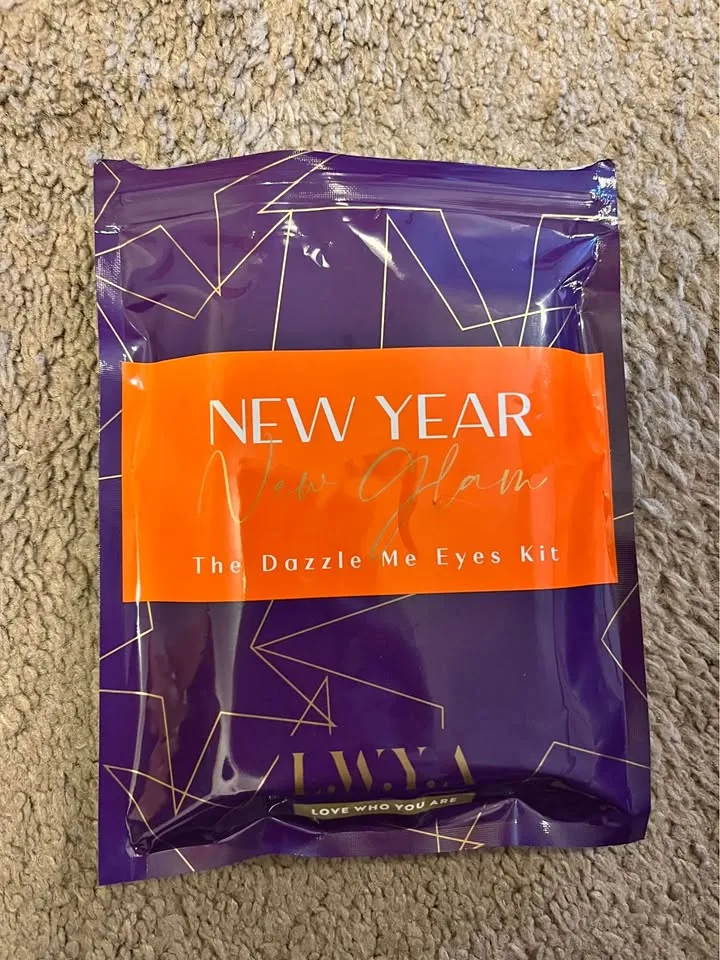 NEW YEAR
New Glam
The Dazzle Me Eyes Kit
L.W.Y.A
LOVE WHO YOU ARE